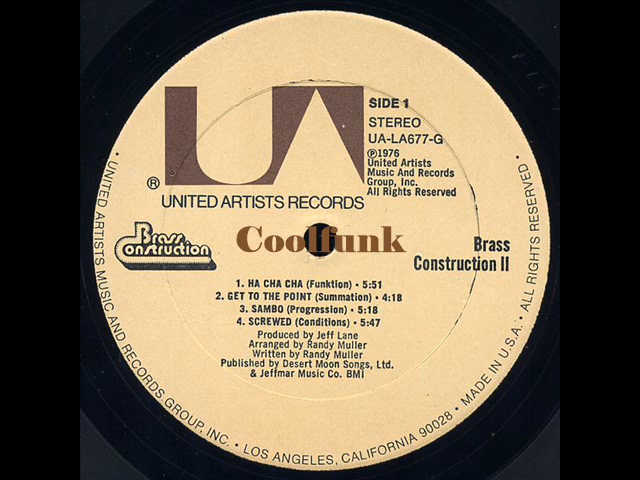 UA
SIDE 1
STEREO
UA-LA677-G
℗1976
United Artists
Music And Records
Group, Inc.
All Rights Reserved
®
UNITED ARTISTS RECORDS
Coolfunk
Brass Construction
Brass
Construction II
1. HA CHA CHA (Funktion) • 5:51
2. GET TO THE POINT (Summation) • 4:18
3. SAMBO (Progression) • 5:18
4. SCREWED (Conditions) • 5:47
Produced by Jeff Lane
Arranged by Randy Muller
Written by Randy Muller
Published by Desert Moon Songs, Ltd.
& Jeffmar Music Co. BMI
• UNITED ARTISTS MUSIC AND RECORDS GROUP, INC. • LOS ANGELES, CALIFORNIA 90028 • MADE IN U.S.A. • ALL RIGHTS RESERVED •